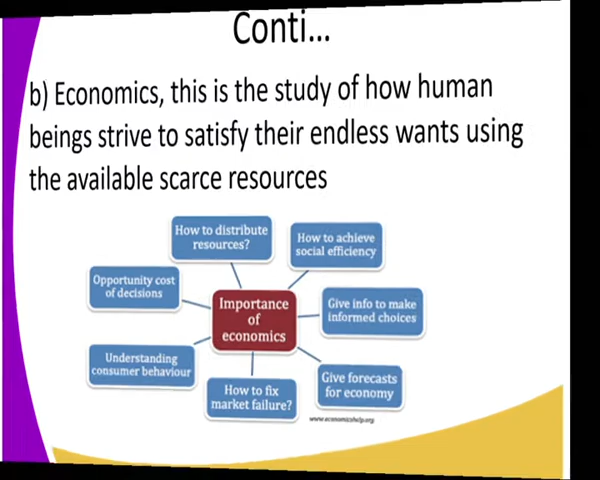 Conti...
b) Economics, this is the study of how human
beings strive to satisfy their endless wants using
the available scarce resources
How to distribute
resources?
How to achieve
social efficiency
Opportunity cost
of decisions
Importance
of
economics
Give info to make
informed choices
Understanding
consumer behaviour
How to fix
market failure?
Give forecasts
for economy
www.economicshelp.org